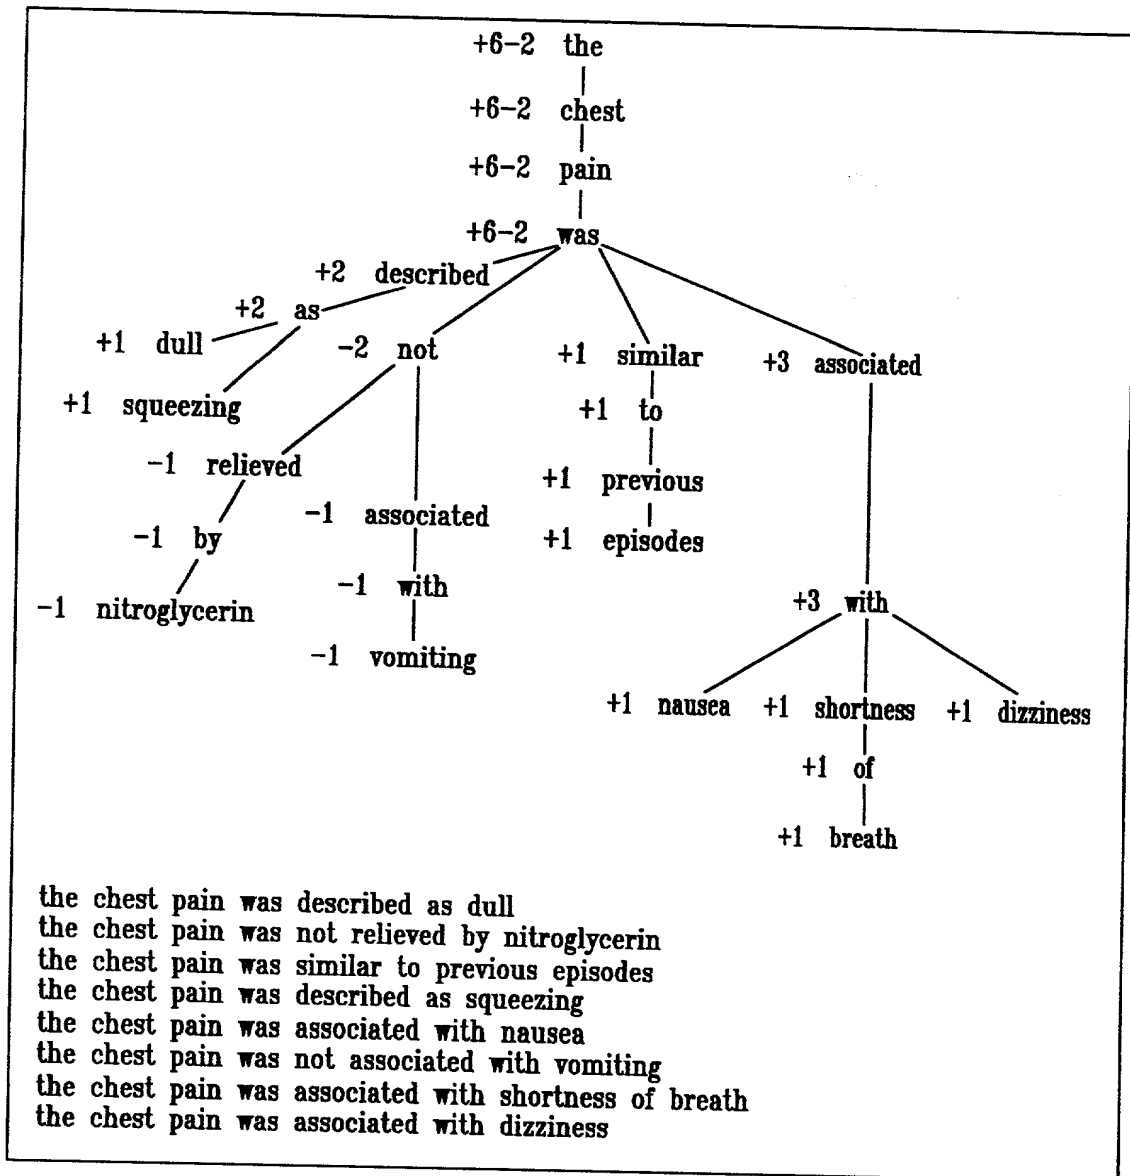 +6-2 the
+6-2 chest
+6-2 pain
+6-2 was
+2 described
+2 as
+1 dull
-2 not
+1 similar
+3 associated
+1 squeezing
+1 to
-1 relieved
+1 previous
-1 associated
-1 by
+1 episodes
-1 with
-1 nitroglycerin
+3 with
-1 vomiting
+1 nausea +1 shortness +1 dizziness
+1 of
+1 breath
the chest pain was described as dull
the chest pain was not relieved by nitroglycerin
the chest pain was similar to previous episodes
the chest pain was described as squeezing
the chest pain was associated with nausea
the chest pain was not associated with vomiting
the chest pain was associated with shortness of breath
the chest pain was associated with dizziness